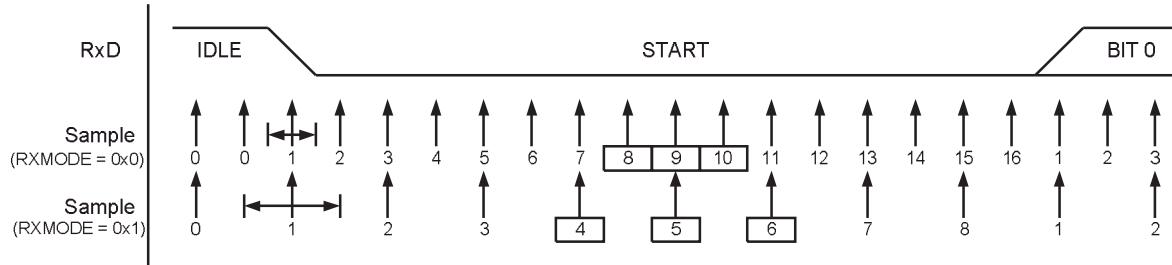 RxD IDLE START BIT 0
Sample
(RXMODE = 0x0)
0 0 1 2 3 4 5 6 7 8 9 10 11 12 13 14 15 16 1 2 3
Sample
(RXMODE = 0x1)
0 1 2 3 4 5 6 7 8 1 2